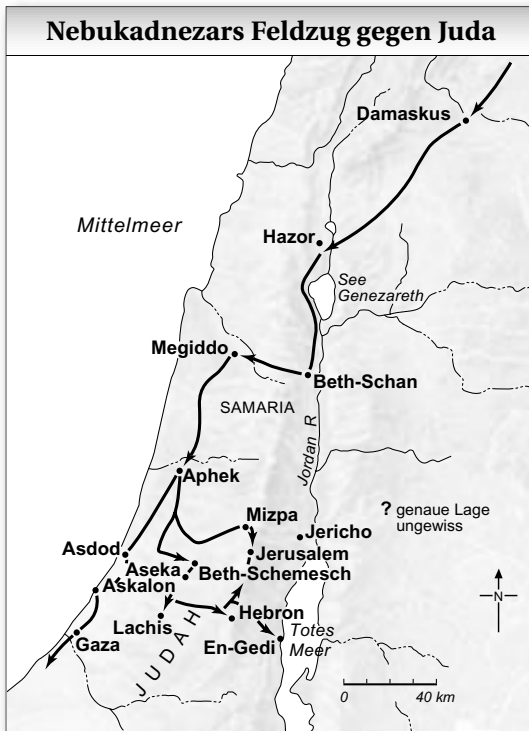 Nebukadnezars Feldzug gegen Juda
Damaskus
Mittelmeer
Hazor
See
Genezareth
Megiddo
Beth-Schan
SAMARIA
Jordan R
Aphek
? genaue Lage
ungewiss
Mizpa
Jericho
Asdod
Jerusalem
Aseka
Beth-Schemesch
Askalon
N
Hebron
Lachis
JUDAH
Gaza
En-Gedi
Totes
Meer
0 40 km